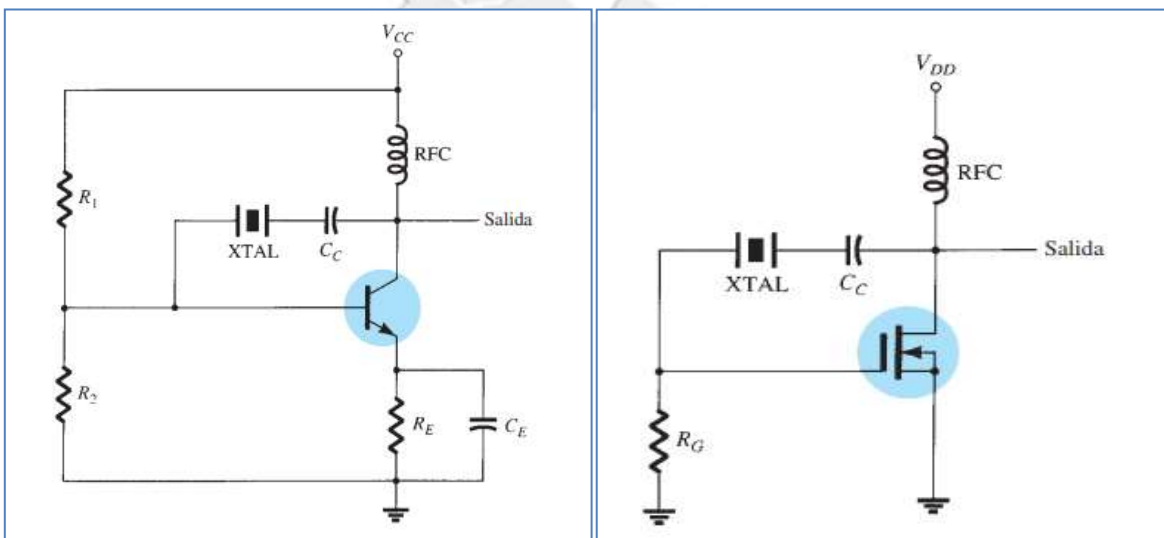 V_CC
RFC
R_1
XTAL
C_C
Salida
R_2
R_E
C_E
V_DD
RFC
XTAL
C_C
Salida
R_G